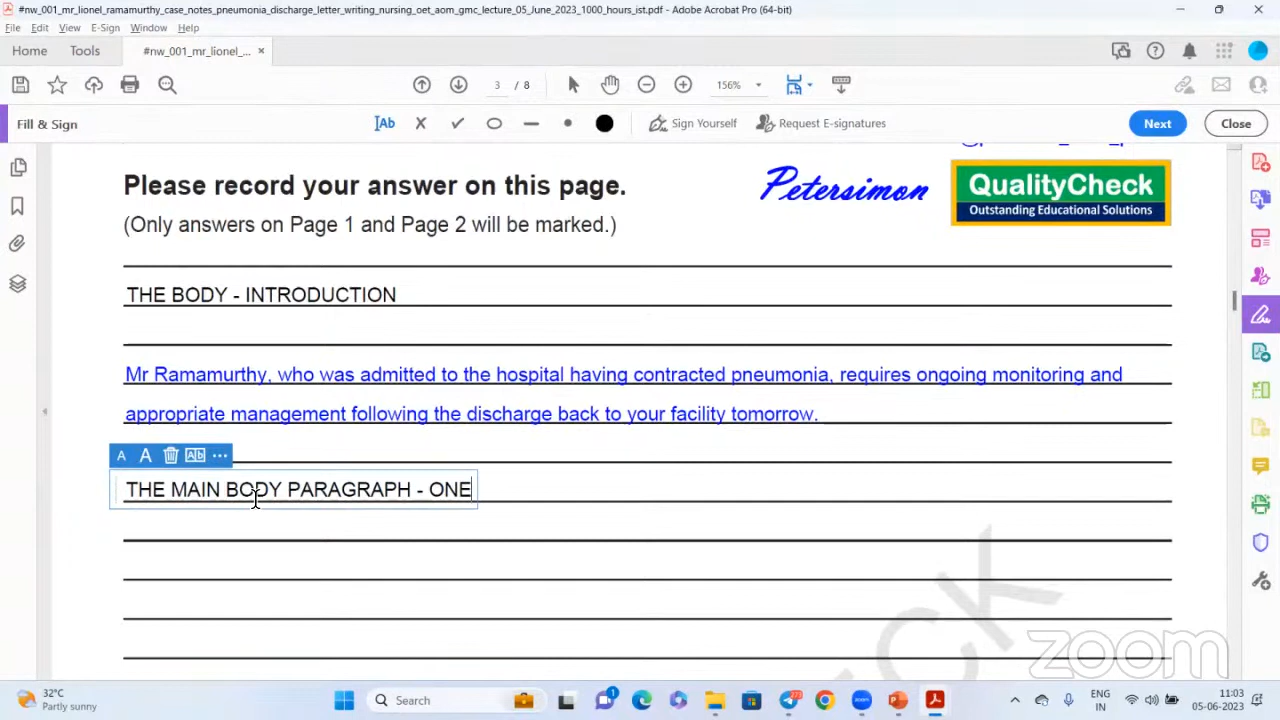 #nw_001_mr_lionel_ramamurthy_case_notes_pneumonia_discharge_letter_writing_nursing_oet_aom_gmc_lecture_05_june_2023_1000_hours_ist.pdf - Adobe Acrobat Pro (64-bit)
File Edit View E-Sign Window Help
Home Tools #nw_001_mr_lionel_... ×
3 / 8 156%
Fill & Sign Ab Sign Yourself Request E-signatures Next Close
Please record your answer on this page.
Petersimon
QualityCheck
Outstanding Educational Solutions
(Only answers on Page 1 and Page 2 will be marked.)
THE BODY - INTRODUCTION
Mr Ramamurthy, who was admitted to the hospital having contracted pneumonia, requires ongoing monitoring and
appropriate management following the discharge back to your facility tomorrow.
A A Ab ...
THE MAIN BODY PARAGRAPH - ONE
CK
zoom
32°C
Partly sunny
Search
1
ENG
IN
11:03
05-06-2023